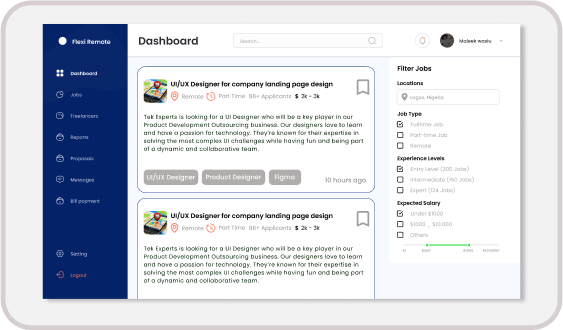 Flexi Remote
Dashboard
Search...
Maleek wasiu
Dashboard
Jobs
Freelancers
Reports
Proposals
Messages
Bill payment
Setting
Logout
UI/UX Designer for company landing page design
Remote Part Time 88+ Applicants $ 2k - 3k
Tek Experts is looking for a UI Designer who will be a key player in our
Product Development Outsourcing business. Our designers love to learn
and have a passion for technology. They're known for their expertise in
solving the most complex UI challenges while having fun and being part
of a dynamic and collaborative team.
UI/UX Designer Product Designer Figma
10 hours ago
UI/UX Designer for company landing page design
Remote Part Time 88+ Applicants $ 2k - 3k
Tek Experts is looking for a UI Designer who will be a key player in our
Product Development Outsourcing business. Our designers love to learn
and have a passion for technology. They're known for their expertise in
solving the most complex UI challenges while having fun and being part
of a dynamic and collaborative team.
Filter Jobs
Locations
Lagos, Nigeria
Job Type
Fulltime Job
Part-time Job
Remote
Experience Levels
Entry Level (200 Jobs)
Intermediate (150 Jobs)
Expert (124 Jobs)
Expected Salary
Under $1000
$1000 _ $10,000
Others